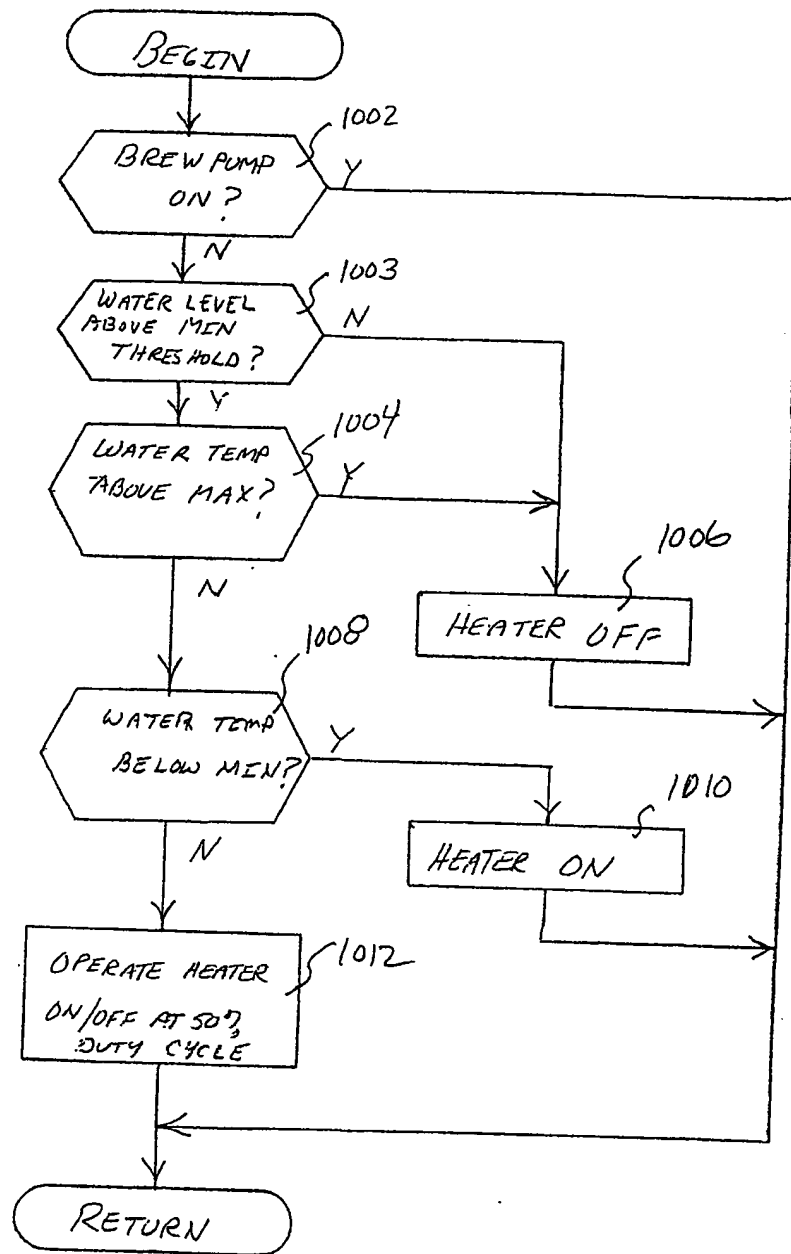 BEGIN
1002
BREW PUMP
ON?
Y
N
1003
WATER LEVEL
ABOVE MIN
THRESHOLD?
N
Y
1004
WATER TEMP
ABOVE MAX?
Y
N
1006
HEATER OFF
1008
WATER TEMP
BELOW MIN?
Y
N
1010
HEATER ON
1012
OPERATE HEATER
ON/OFF AT 50%
DUTY CYCLE
RETURN